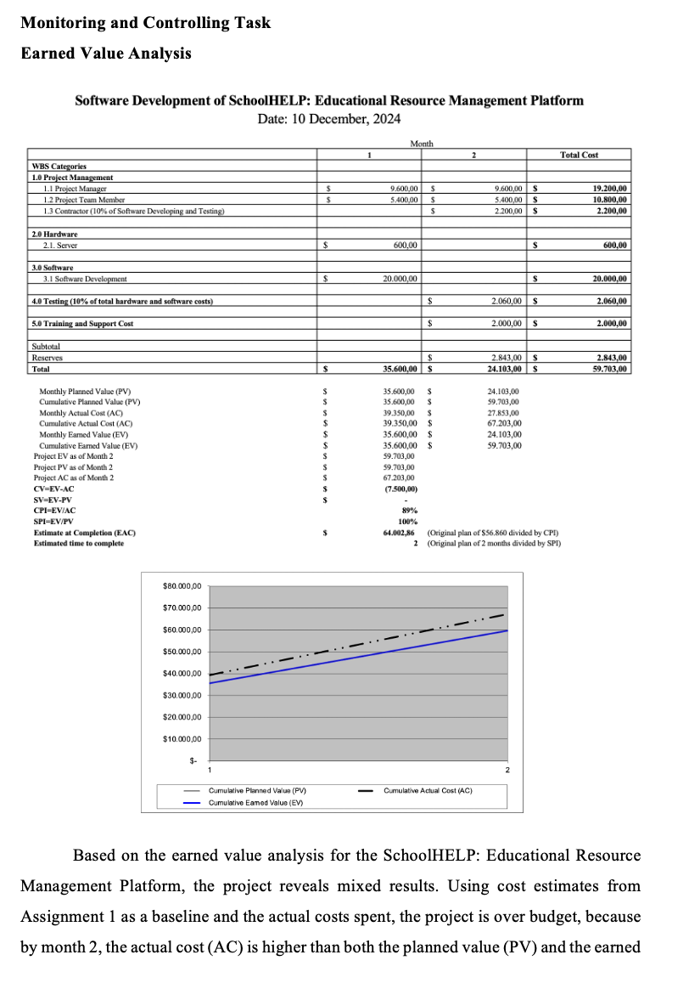 Monitoring and Controlling Task
Earned Value Analysis
Software Development of SchoolHELP: Educational Resource Management Platform
Date: 10 December, 2024
Month
1 2 Total Cost
WBS Categories
1.0 Project Management
1.1 Project Manager $ 9.600,00 $ 9.600,00 $ 19.200,00
1.2 Project Team Member $ 5.400,00 $ 5.400,00 $ 10.800,00
1.3 Contractor (10% of Software Developing and Testing) $ 2.200,00 $ 2.200,00
2.0 Hardware
2.1. Server $ 600,00 $ 600,00
3.0 Software
3.1 Software Development $ 20.000,00 $ 20.000,00
4.0 Testing (10% of total hardware and software costs) $ 2.060,00 $ 2.060,00
5.0 Training and Support Cost $ 2.000,00 $ 2.000,00
Subtotal
Reserves $ 2.843,00 $ 2.843,00
Total $ 35.600,00 $ 24.103,00 $ 59.703,00
Monthly Planned Value (PV) $ 35.600,00 $ 24.103,00
Cumulative Planned Value (PV) $ 35.600,00 $ 59.703,00
Monthly Actual Cost (AC) $ 39.350,00 $ 27.853,00
Cumulative Actual Cost (AC) $ 39.350,00 $ 67.203,00
Monthly Earned Value (EV) $ 35.600,00 $ 24.103,00
Cumulative Earned Value (EV) $ 35.600,00 $ 59.703,00
Project EV as of Month 2 $ 59.703,00
Project PV as of Month 2 $ 59.703,00
Project AC as of Month 2 $ 67.203,00
CV=EV-AC $ (7.500,00)
SV=EV-PV $ -
CPI=EV/AC 89%
SPI=EV/PV 100%
Estimate at Completion (EAC) $ 64.002,86 (Original plan of $56.860 divided by CPI)
Estimated time to complete 2 (Original plan of 2 months divided by SPI)
$80.000,00
$70.000,00
$60.000,00
$50.000,00
$40.000,00
$30.000,00
$20.000,00
$10.000,00
$-
1 2
Cumulative Planned Value (PV) Cumulative Actual Cost (AC)
Cumulative Earned Value (EV)
Based on the earned value analysis for the SchoolHELP: Educational Resource
Management Platform, the project reveals mixed results. Using cost estimates from
Assignment 1 as a baseline and the actual costs spent, the project is over budget, because
by month 2, the actual cost (AC) is higher than both the planned value (PV) and the earned